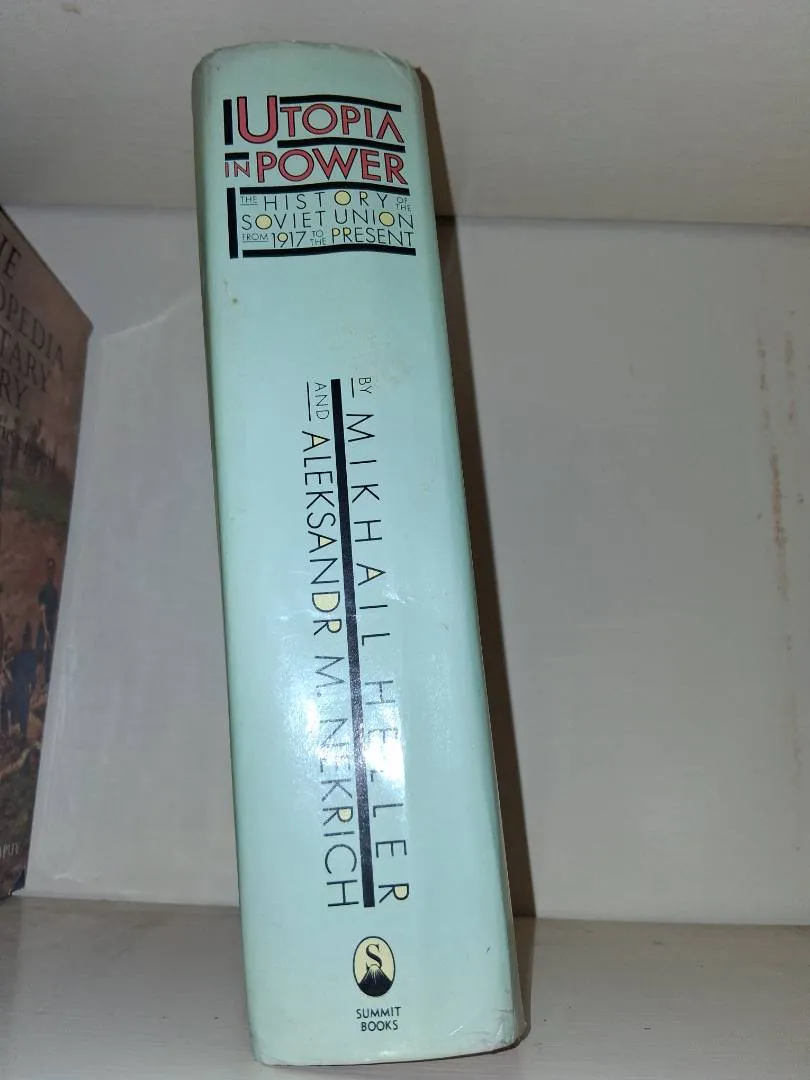 UTOPIA
IN POWER
THE HISTORY OF THE
SOVIET UNION
FROM 1917 TO THE PRESENT
BY MIKHAIL HELLER
AND ALEKSANDR M. NEKRICH
S
SUMMIT
BOOKS